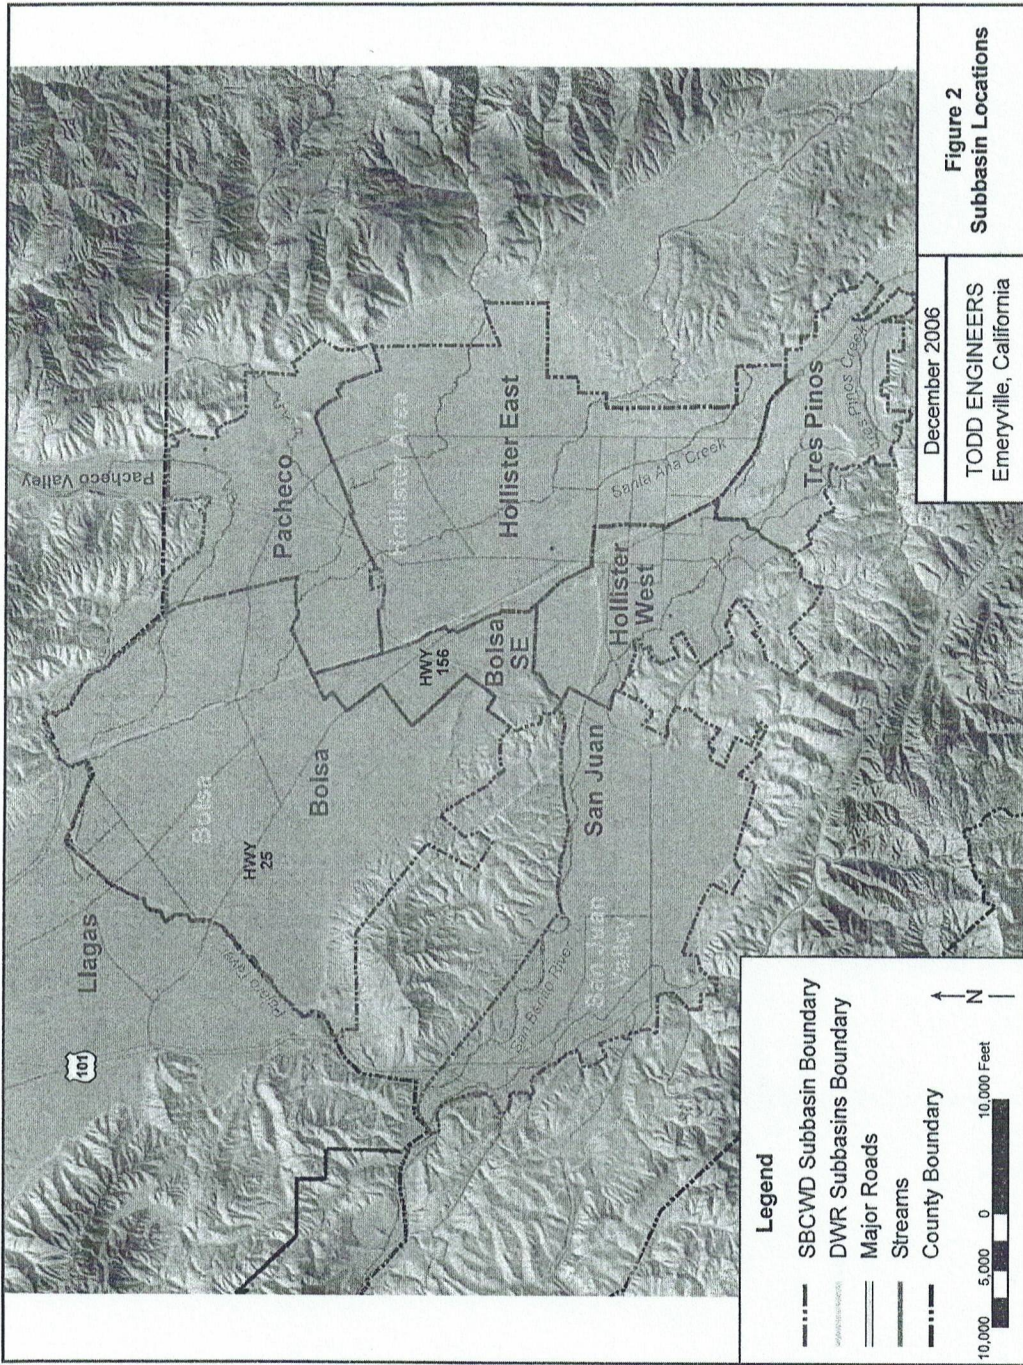 Llagas
101
Pacheco Valley
Pacheco
Bolsa
Bolsa
HWY
25
Pajaro River
Hollister Area
HWY
156
Bolsa
SE
Hollister East
Santa Ana Creek
Hollister
West
San Juan
San Juan
Valley
San Benito River
Tres Pinos
Tres Pinos Creek
Legend
SBCWD Subbasin Boundary
DWR Subbasins Boundary
Major Roads
Streams
County Boundary
N
10,000 5,000 0 10,000 Feet
December 2006
TODD ENGINEERS
Emeryville, California
Figure 2
Subbasin Locations